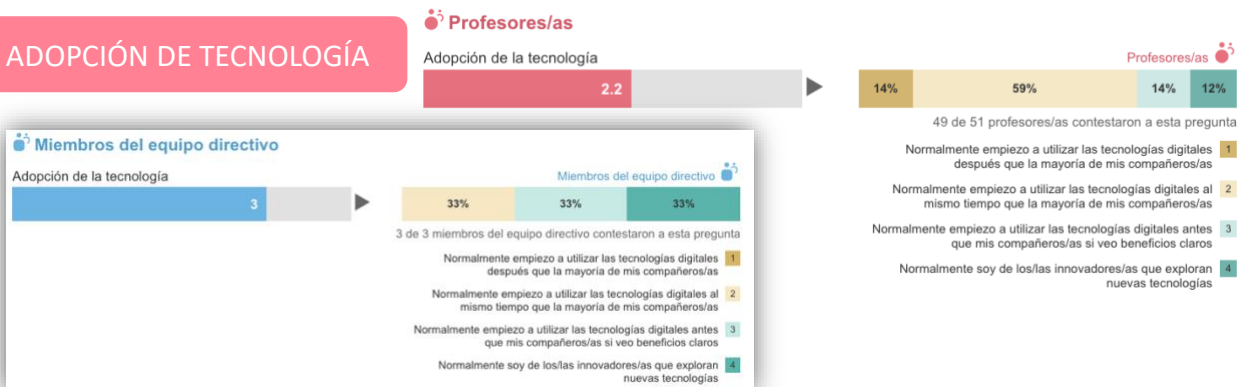 ADOPCIÓN DE TECNOLOGÍA
Profesores/as
Adopción de la tecnología
2.2
Profesores/as
14% 59% 14% 12%
49 de 51 profesores/as contestaron a esta pregunta
Normalmente empiezo a utilizar las tecnologías digitales 1
después que la mayoría de mis compañeros/as
Normalmente empiezo a utilizar las tecnologías digitales al 2
mismo tiempo que la mayoría de mis compañeros/as
Normalmente empiezo a utilizar las tecnologías digitales antes 3
que mis compañeros/as si veo beneficios claros
Normalmente soy de los/las innovadores/as que exploran 4
nuevas tecnologías
Miembros del equipo directivo
Adopción de la tecnología
3
Miembros del equipo directivo
33% 33% 33%
3 de 3 miembros del equipo directivo contestaron a esta pregunta
Normalmente empiezo a utilizar las tecnologías digitales 1
después que la mayoría de mis compañeros/as
Normalmente empiezo a utilizar las tecnologías digitales al 2
mismo tiempo que la mayoría de mis compañeros/as
Normalmente empiezo a utilizar las tecnologías digitales antes 3
que mis compañeros/as si veo beneficios claros
Normalmente soy de los/las innovadores/as que exploran 4
nuevas tecnologías